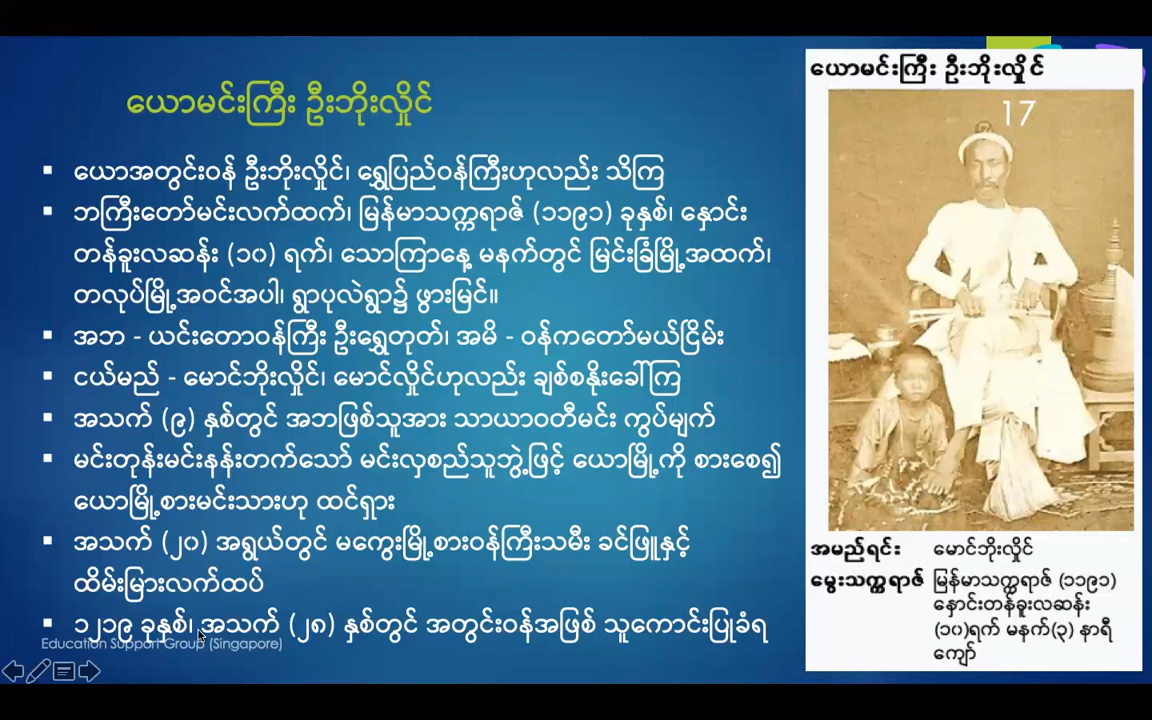 ယောမင်းကြီး ဦးဘိုးလှိုင်
ယောအတွင်းဝန် ဦးဘိုးလှိုင်၊ ရွှေပြည်ဝန်ကြီးဟုလည်း သိကြ
ဘကြီးတော်မင်းလက်ထက်၊ မြန်မာသက္ကရာဇ် (၁၁၉၁) ခုနှစ်၊ နှောင်း
တန်ခူးလဆန်း (၁၀) ရက်၊ သောကြာနေ့ မနက်တွင် မြင်းခြံမြို့အထက်၊
တလုပ်မြို့အဝင်အပါ၊ ရွာပုလဲရွာ၌ ဖွားမြင်။
အဘ - ယင်းတောဝန်ကြီး ဦးရွှေတုတ်၊ အမိ - ဝန်ကတော်မယ်ငြိမ်း
ငယ်မည် - မောင်ဘိုးလှိုင်၊ မောင်လှိုင်ဟုလည်း ချစ်စနိုးခေါ်ကြ
အသက် (၉) နှစ်တွင် အဘဖြစ်သူအား သာယာဝတီမင်း ကွပ်မျက်
မင်းတုန်းမင်းနန်းတက်သော် မင်းလှစည်သူဘွဲ့ဖြင့် ယောမြို့ကို စားစေ၍
ယောမြို့စားမင်းသားဟု ထင်ရှား
အသက် (၂၀) အရွယ်တွင် မကွေးမြို့စားဝန်ကြီးသမီး ခင်ဖြူနှင့်
ထိမ်းမြားလက်ထပ်
၁၂၁၉ ခုနှစ်၊ အသက် (၂၈) နှစ်တွင် အတွင်းဝန်အဖြစ် သူကောင်းပြုခံရ
Education Support Group (Singapore)
ယောမင်းကြီး ဦးဘိုးလှိုင်
17
အမည်ရင်း မောင်ဘိုးလှိုင်
မွေးသက္ကရာဇ် မြန်မာသက္ကရာဇ် (၁၁၉၁)
နှောင်းတန်ခူးလဆန်း
(၁၀)ရက် မနက်(၃) နာရီ
ကျော်